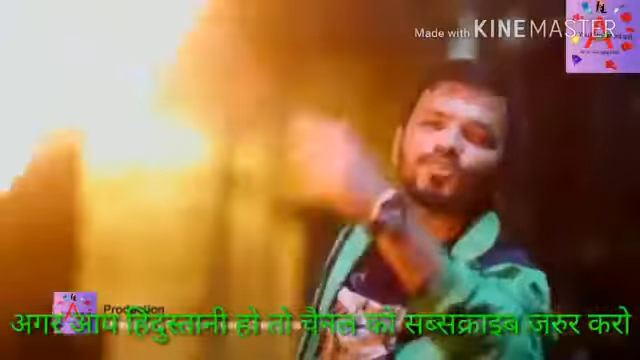 Made with KINEMASTER
Production
अगर आप हिंदुस्तानी हो तो चैनल को सब्सक्राइब जरुर करो